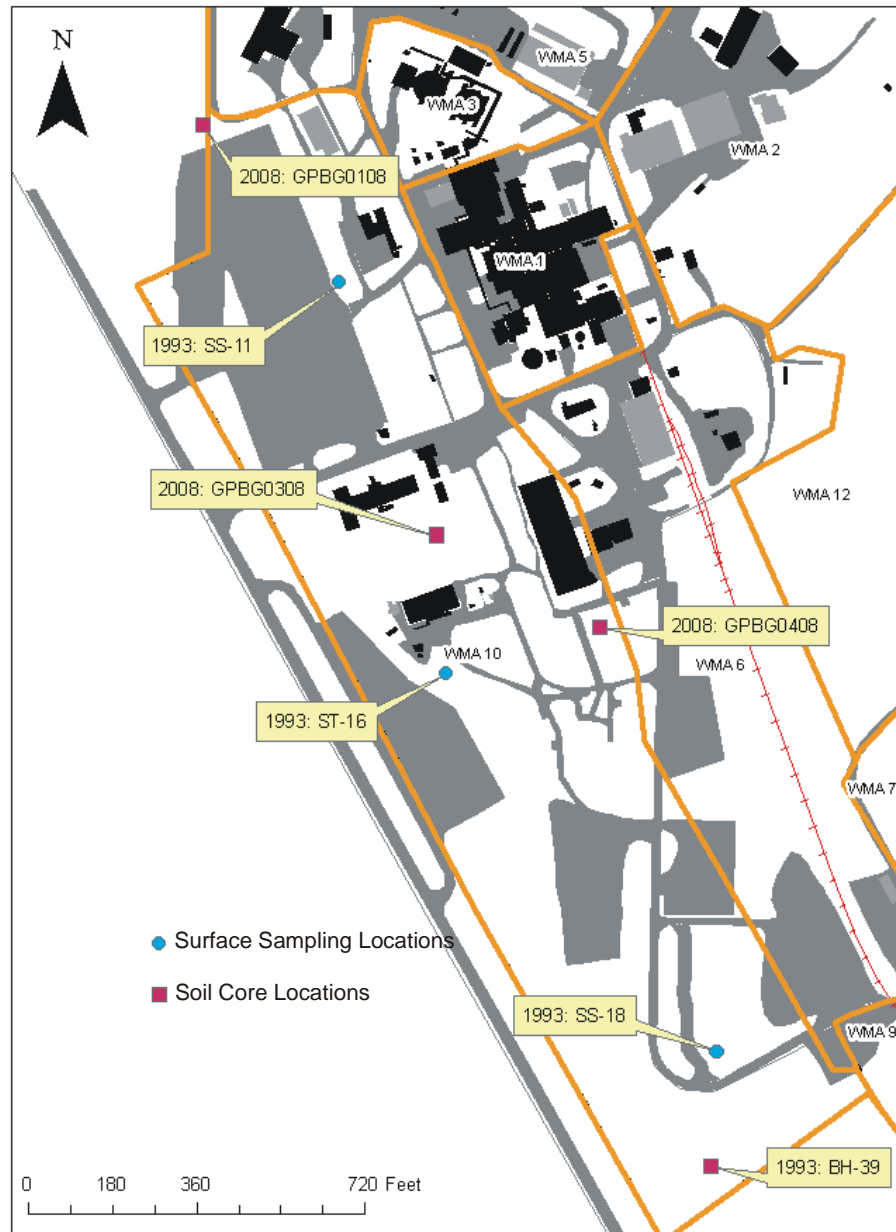 N
WMA 5
WMA 3
WMA 2
2008: GPBG0108
WMA 1
1993: SS-11
2008: GPBG0308
WMA 12
2008: GPBG0408
WMA 10
WMA 6
1993: ST-16
WMA 7
Surface Sampling Locations
Soil Core Locations
1993: SS-18
WMA 9
1993: BH-39
0 180 360 720 Feet